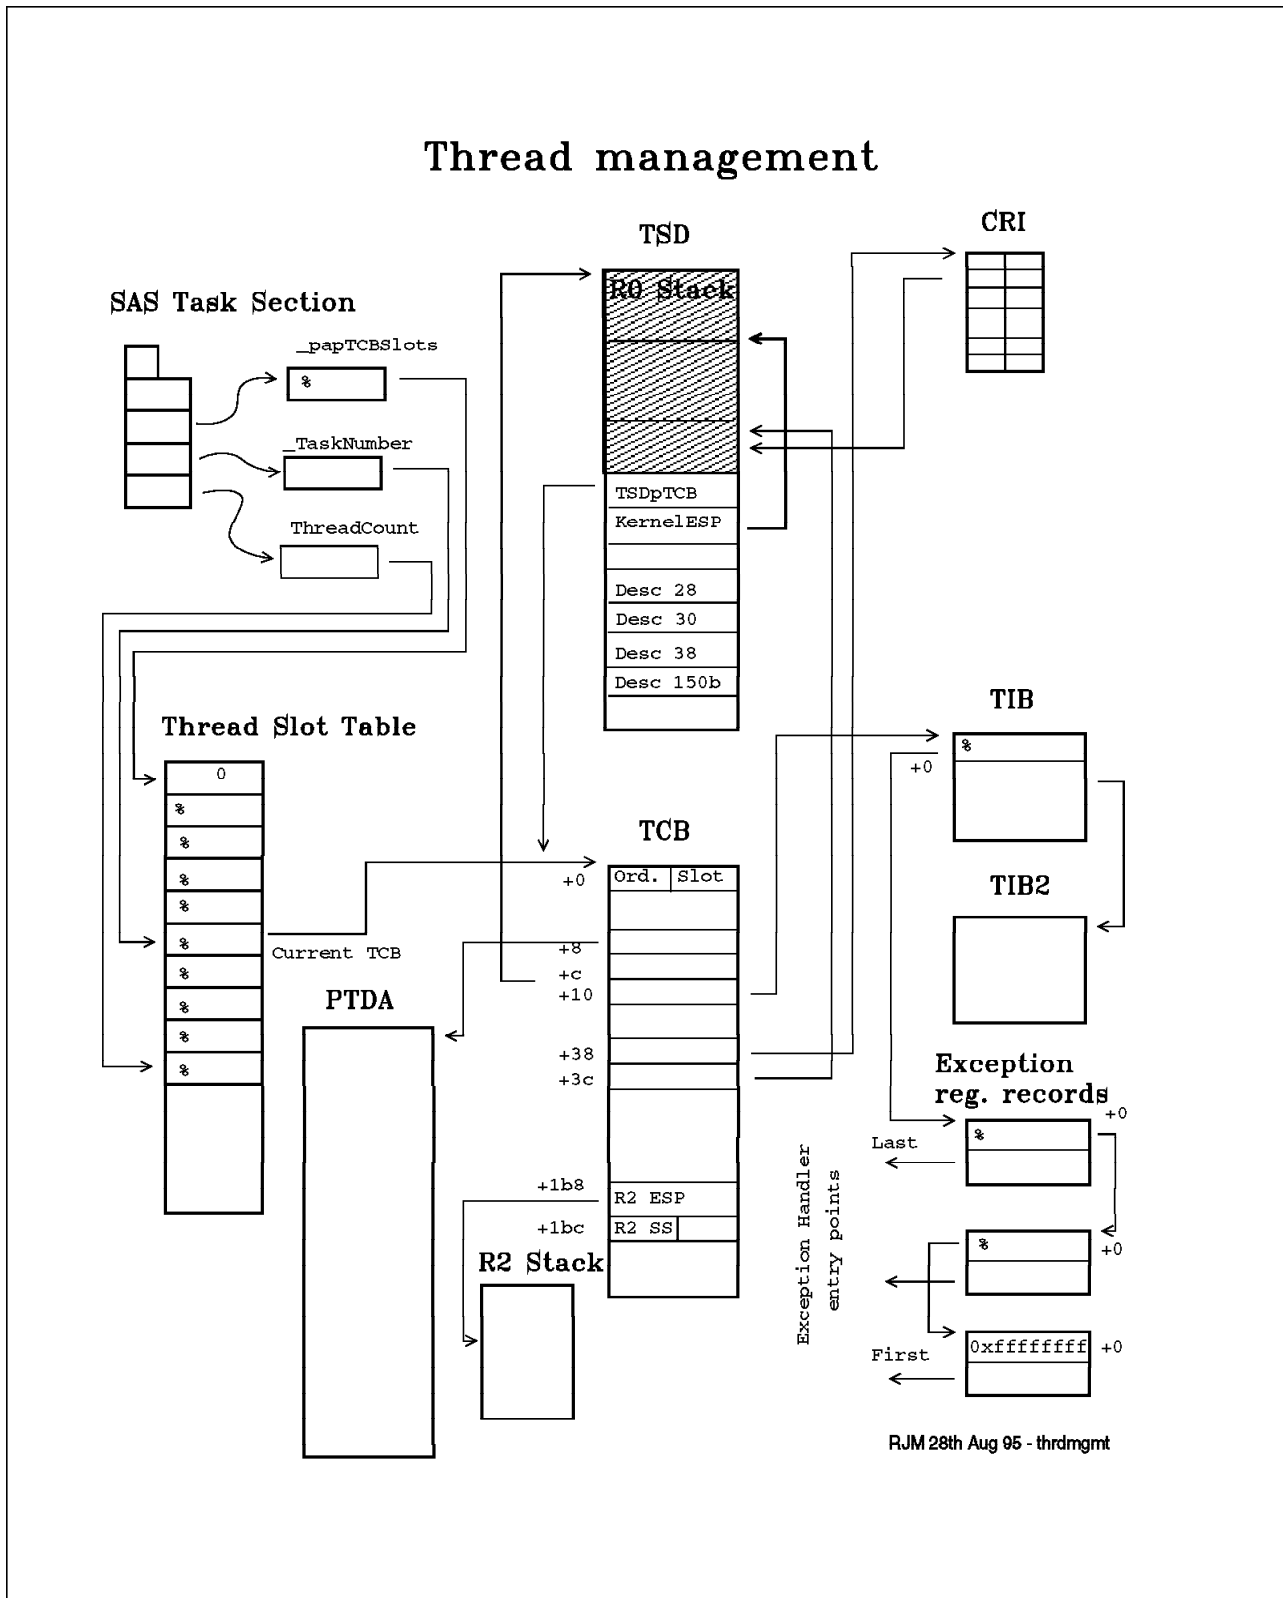 Thread management
TSD
CRI
SAS Task Section
R0 Stack
_papTCBSlots
%
_TaskNumber
ThreadCount
TSDpTCB
KernelESP
Desc 28
Desc 30
Desc 38
Desc 150b
TIB
%
+0
Thread Slot Table
0
%
%
%
%
%
%
%
%
%
Current TCB
TCB
+0
Ord. Slot
+8
+c
+10
+38
+3c
+1b8
R2 ESP
+1bc
R2 SS
TIB2
PTDA
R2 Stack
Exception
reg. records
+0
%
Last
%
+0
0xffffffff
+0
First
Exception Handler
entry points
RJM 28th Aug 95 - thrdmgmt